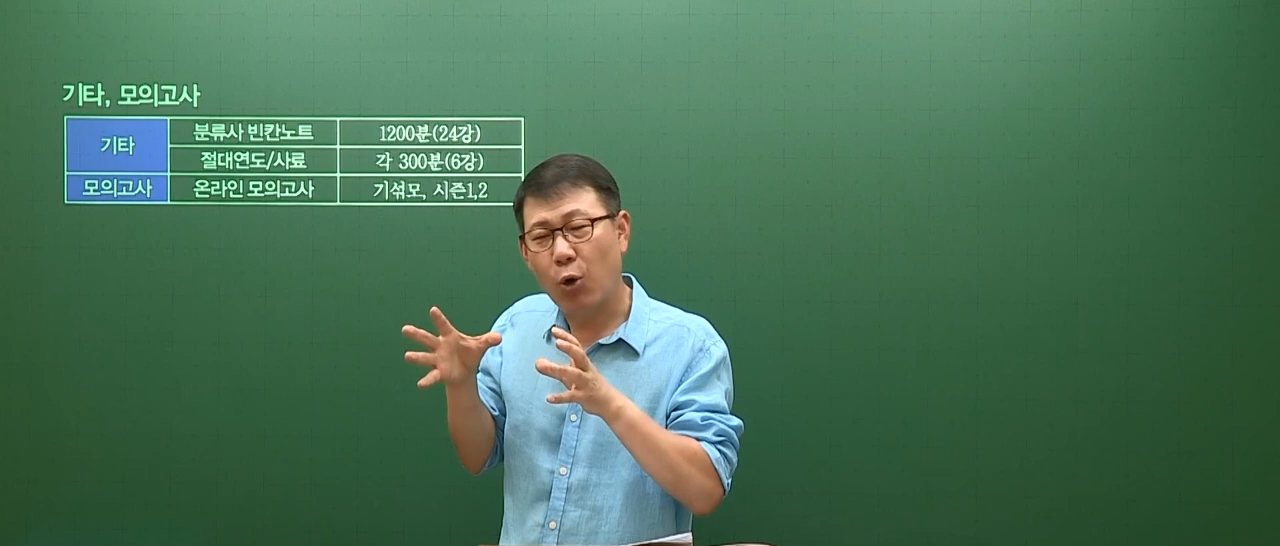 기타, 모의고사
기타 분류사 빈칸노트 1200분(24강)
절대연도/사료 각 300분(6강)
모의고사 온라인 모의고사 기섞모, 시즌1,2